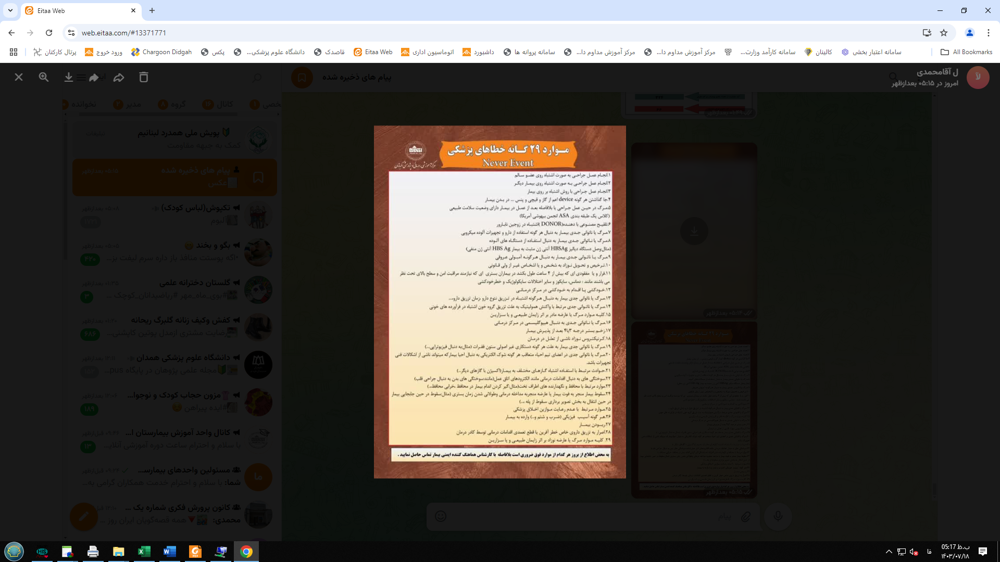 Eitaa Web
web.eitaa.com/#13371771
پرتال کارکنان
ورود خروج
Chargoon Didgah
پکس
دانشگاه علوم پزشکی...
قاصدک
Eitaa Web
اتوماسیون اداری
داشبورد
سامانه پروانه ها
مرکز آموزش مداوم دا...
مرکز آموزش مداوم دا...
سامانه کارآمد وزارت...
کالینان
سامانه اعتبار بخشی
All Bookmarks
ل آقامحمدی
امروز در ۰۵:۱۵ بعدازظهر
لآ
پیام های ذخیره شده
نخوانده
مدیر ۲
گروه ۸
کانال ۱۴
شخصی ۱
پویش ملی همدرد لبنانیم
تبلیغات
کمک به جبهه مقاومت
پیام های ذخیره شده
۰۵:۱۵ بعدازظهر
عکس
تکپوش(لباس کودک)
۰۵:۰۸ بعدازظهر
آلبوم
بگو و بخند
۰۵:۰۵ بعدازظهر
•اگه پوستت منافذ باز داره سرم لیفت بز...
۴۲۰
گلستان دخترانه علمی
۰۱:۳۵ بعدازظهر
#بوی_ماه_مهر #ریاضیدانان_کوچک ...
۳
کفش وکیف زنانه گلبرگ ریحانه
۰۱:۲۰ بعدازظهر
رضایت مشتری ازمدل پوتین کاپشنی...
۶۸۶
دانشگاه علوم پزشکی همدان
۱۲:۱۱ بعدازظهر
مجله علمی پژوهان در پایگاه pus...
۱۵۲
مزون حجاب کودک و نوجوا...
۱۲:۰۶ بعدازظهر
#ایده پیراهن
۱۸۹
کانال واحد آموزش بیمارستان ا...
۰۹:۴۶ قبل‌ازظهر
با سلام و احترام ساعت دوره آموزشی آنلاین...
۱۳
مسئولین واحدهای بیمارس...
۰۹:۲۴ قبل‌ازظهر
شما: با سلام و احترام خدمت همکاران گرامی به...
ما
کانون پرورش فکری شماره یک ...
۱۲:۱۰
محمدی: همه قصه‌گویان ایران روز ...
۰۵:۱۴ بعدازظهر
۰۵:۱۵ بعدازظهر
پیام
موارد ۲۹ گانه خطاهای پزشکی
Never Event
مرکز آموزشی، درمانی و پژوهشی اکباتان
۱.انجام عمل جراحی به صورت اشتباه روی عضو سالم
۲.انجام عمل جراحی به صورت اشتباه روی بیمار دیگر
۳.انجام عمل جراحی با روش اشتباه بر روی بیمار
۴.جا گذاشتن هر گونه device اعم از گاز و قیچی و پنس ... در بدن بیمار
۵.مرگ در حین عمل جراحی یا بلافاصله بعد از عمل در بیمار دارای وضعیت سلامت طبیعی
(کلاس یک طبقه بندی ASA انجمن بیهوشی آمریکا)
۶.تلقیح مصنوعی با دهنده(DONOR )اشتباه در زوجین نابارور
۷.مرگ یا ناتوانی جدی بیمار به دنبال هر گونه استفاده از دارو و تجهیزات آلوده میکروبی
۸.مرگ یا ناتوانی جدی بیمار به دنبال استفاده از دستگاه های آلوده
(مثال:وصل دستگاه دیالیز HBSAg آنتی ژن مثبت به بیمار HBS Ag آنتی ژن منفی)
۹.مرگ یا ناتوانی جدی بیمار به دنبال هرگونه آمبولی عروقی
۱۰.ترخیص و تحویل نوزاد به شخص و یا اشخاص غیر از ولی قانونی
۱۱.فرار و یا مفقودی ای که بیش از ۴ ساعت طول بکشد در بیماران بستری ای که نیازمند مراقبت امن و سطح بالای تحت نظر
می باشند مانند : دمانس، سایکوز و سایر اختلالات سایکولوژیک و خطرخودکشی
۱۲.خودکشی یا اقدام به خودکشی در مرکز درمانی
۱۳.مرگ یا ناتوانی جدی بیمار به دنبال هرگونه اشتباه در تزریق نتوع دارو ،زمان تزریق دارو،...
۱۴.مرگ یا ناتوانی جدی مرتبط با واکنش همولیتیک به علت تزریق گروه خون اشتباه در فرآورده های خونی
۱۵.کلیه موارد مرگ یا عارضه مادر بر اثر زایمان طبیعی و یا سزارین
۱۶.مرگ یا ناتوانی جدی به دنبال هیپوگلیسمی در مرکز درمانی
۱۷.زخم بستر درجه ۳یا۴ بعد از پذیرش بیمار
۱۸.کرنیکتروس نوزاد ناشی از تعلل در درمان
۱۹.مرگ یا ناتوانی جدی بیمار به علت هر گونه دستکاری غیر اصولی ستون فقرات (مثال:به دنبال فیزیوتراپی...)
۲۰.مرگ یا ناتوانی جدی در اعضای تیم احیاء متعاقب هر گونه شوک الکتریکی به دنبال احیا بیمارکه میتواند ناشی از اشکالات فنی
تجهیزات باشد.
۲۱.حوادث مرتبط با استفاده اشتباه گازهای مختلف به بیمار(اکسیژن با گازهای دیگر...)
۲۲.سوختگی های به دنبال اقدامات درمانی مانند الکترودهای اتاق عمل(مانند:سوختگی های بدن به دنبال جراحی قلب)
۲۳.موارد مرتبط با محافظ و نگهدارنده های اطراف تخت(مثال:گیر کردن اندام بیمار در محافظ ،خرابی محافظ...)
۲۴.سقوط بیمار منجر به فوت بیمار یا عارضه منجربه مداخله درمانی وطولانی شدن زمان بستری (مثال:سقوط در حین جابجایی بیمار
در حین انتقال به بخش تصویر برداری ،سقوط از پله ،...)
۲۵.موارد مرتبط با عدم رعایت موازین اخلاق پزشکی
۲۶.هر گونه آسیب فیزیکی (ضرب و شتم و...) وارده به بیمار
۲۷.ربودن بیمار
۲۸.اصرار به تزریق داروی خاص خطر آفرین یا قطع تعمدی اقدامات درمانی توسط کادر درمان
۲۹. کلیه موارد مرگ یا عارضه نوزاد بر اثر زایمان طبیعی و یا سزارین
به محض اطلاع از بروز هر کدام از موارد فوق ضروری است بلافاصله با کارشناس هماهنگ کننده ایمنی بیمار تماس حاصل نمایید .
HIS
فا
05:17 ب.ظ
۱۴۰۳/۰۷/۱۸